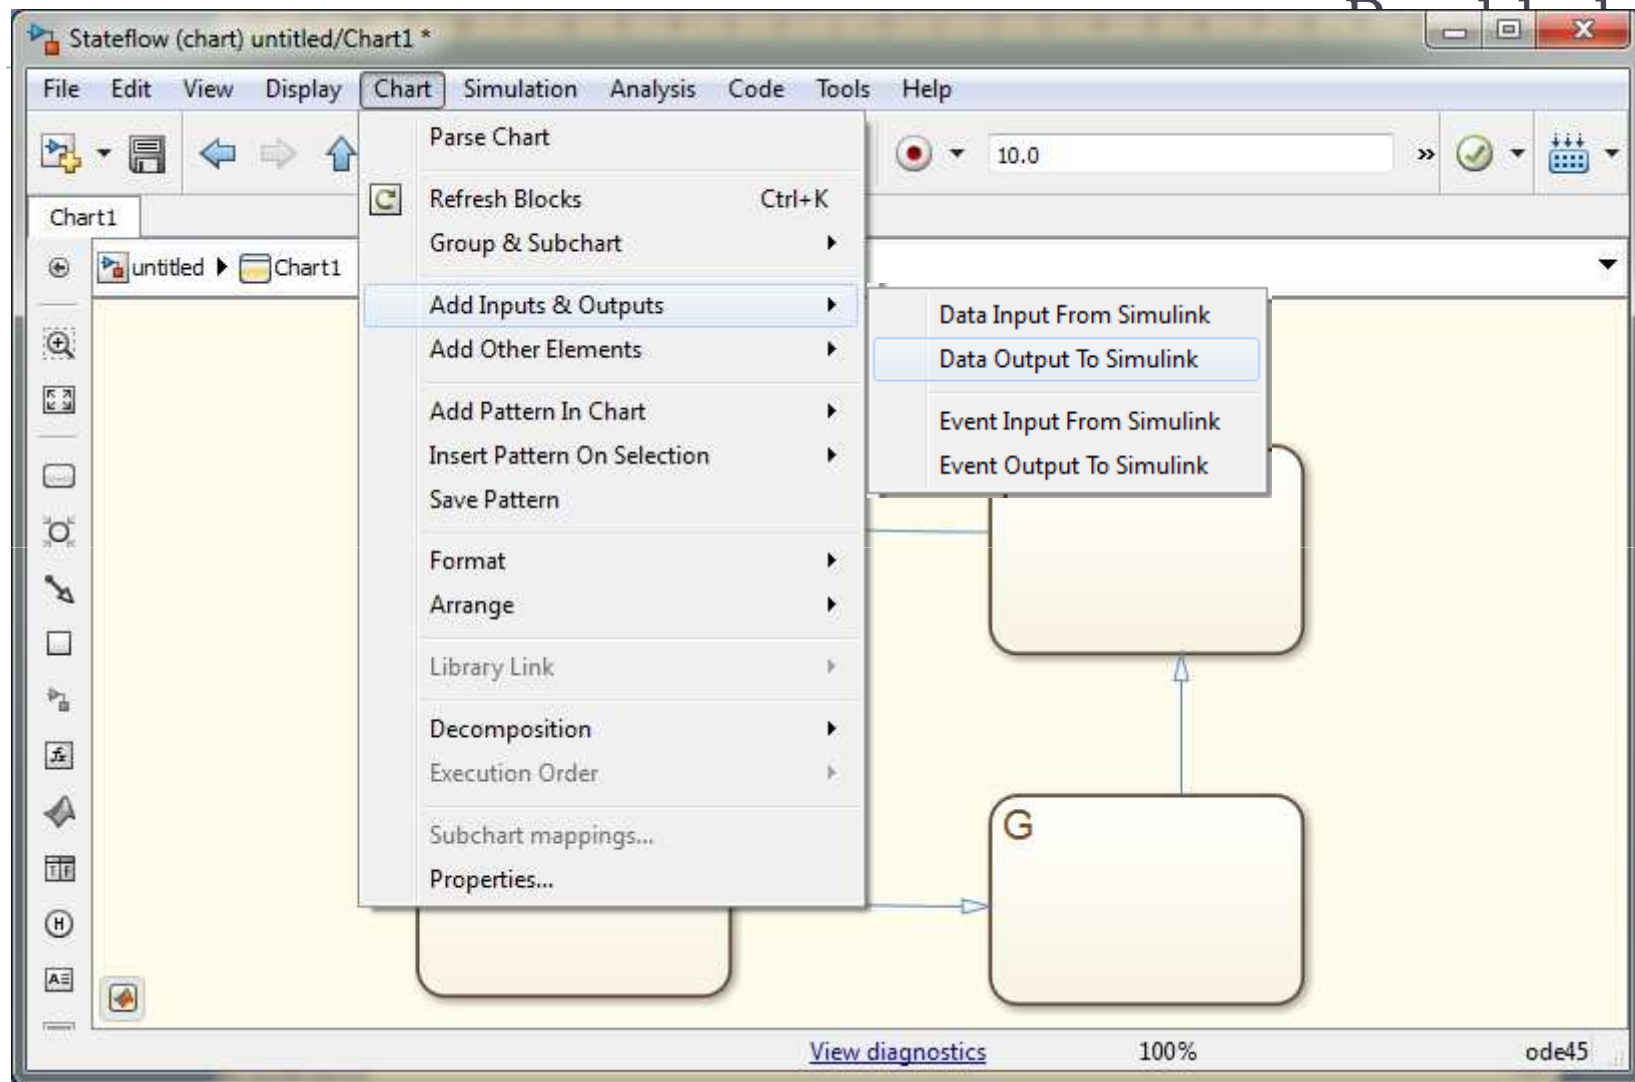 Stateflow (chart) untitled/Chart1 *
File Edit View Display Chart Simulation Analysis Code Tools Help
10.0
Chart1
untitled Chart1
Parse Chart
Refresh Blocks Ctrl+K
Group & Subchart
Add Inputs & Outputs
Add Other Elements
Add Pattern In Chart
Insert Pattern On Selection
Save Pattern
Format
Arrange
Library Link
Decomposition
Execution Order
Subchart mappings...
Properties...
Data Input From Simulink
Data Output To Simulink
Event Input From Simulink
Event Output To Simulink
G
View diagnostics 100% ode45